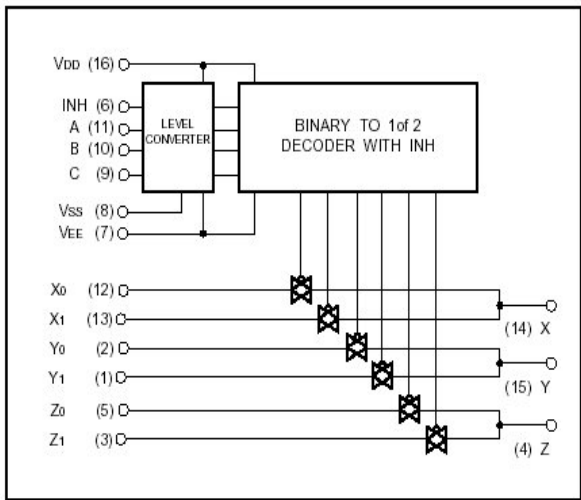 VDD (16)
INH (6)
A (11)
B (10)
C (9)
LEVEL
CONVERTER
BINARY TO 1of 2
DECODER WITH INH
VSS (8)
VEE (7)
X0 (12)
X1 (13)
(14) X
Y0 (2)
Y1 (1)
(15) Y
Z0 (5)
Z1 (3)
(4) Z